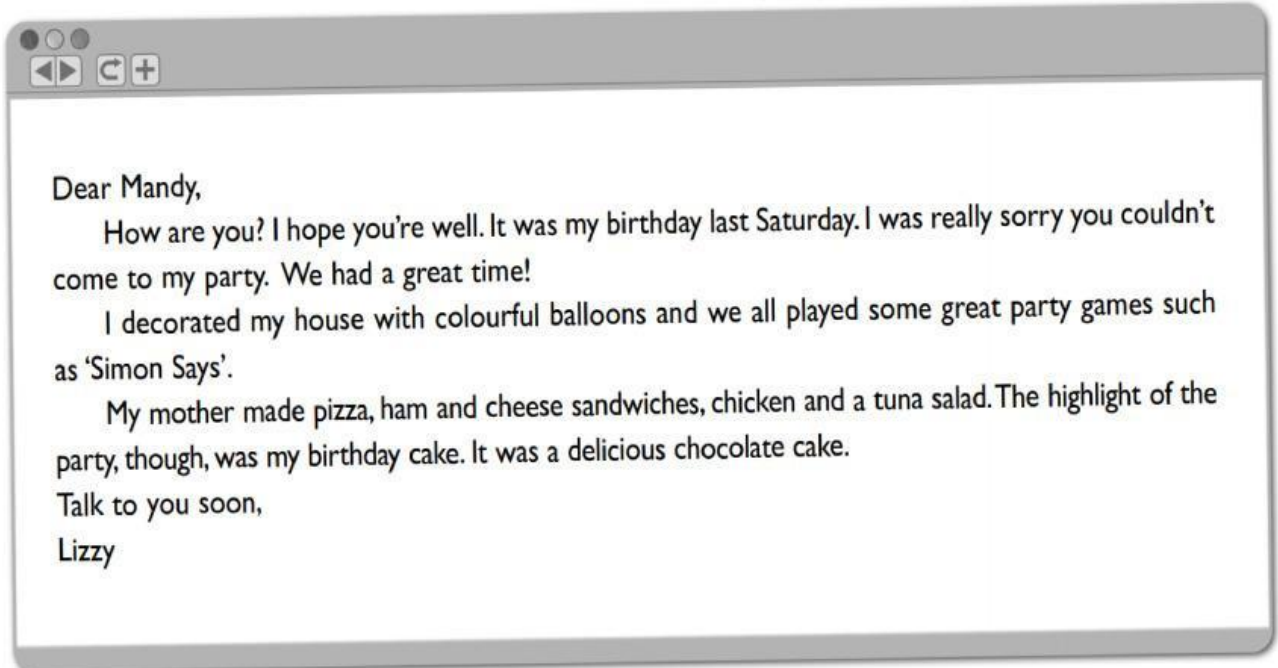 Dear Mandy,
How are you? I hope you're well. It was my birthday last Saturday. I was really sorry you couldn't
come to my party. We had a great time!
I decorated my house with colourful balloons and we all played some great party games such
as ‘Simon Says’.
My mother made pizza, ham and cheese sandwiches, chicken and a tuna salad. The highlight of the
party, though, was my birthday cake. It was a delicious chocolate cake.
Talk to you soon,
Lizzy